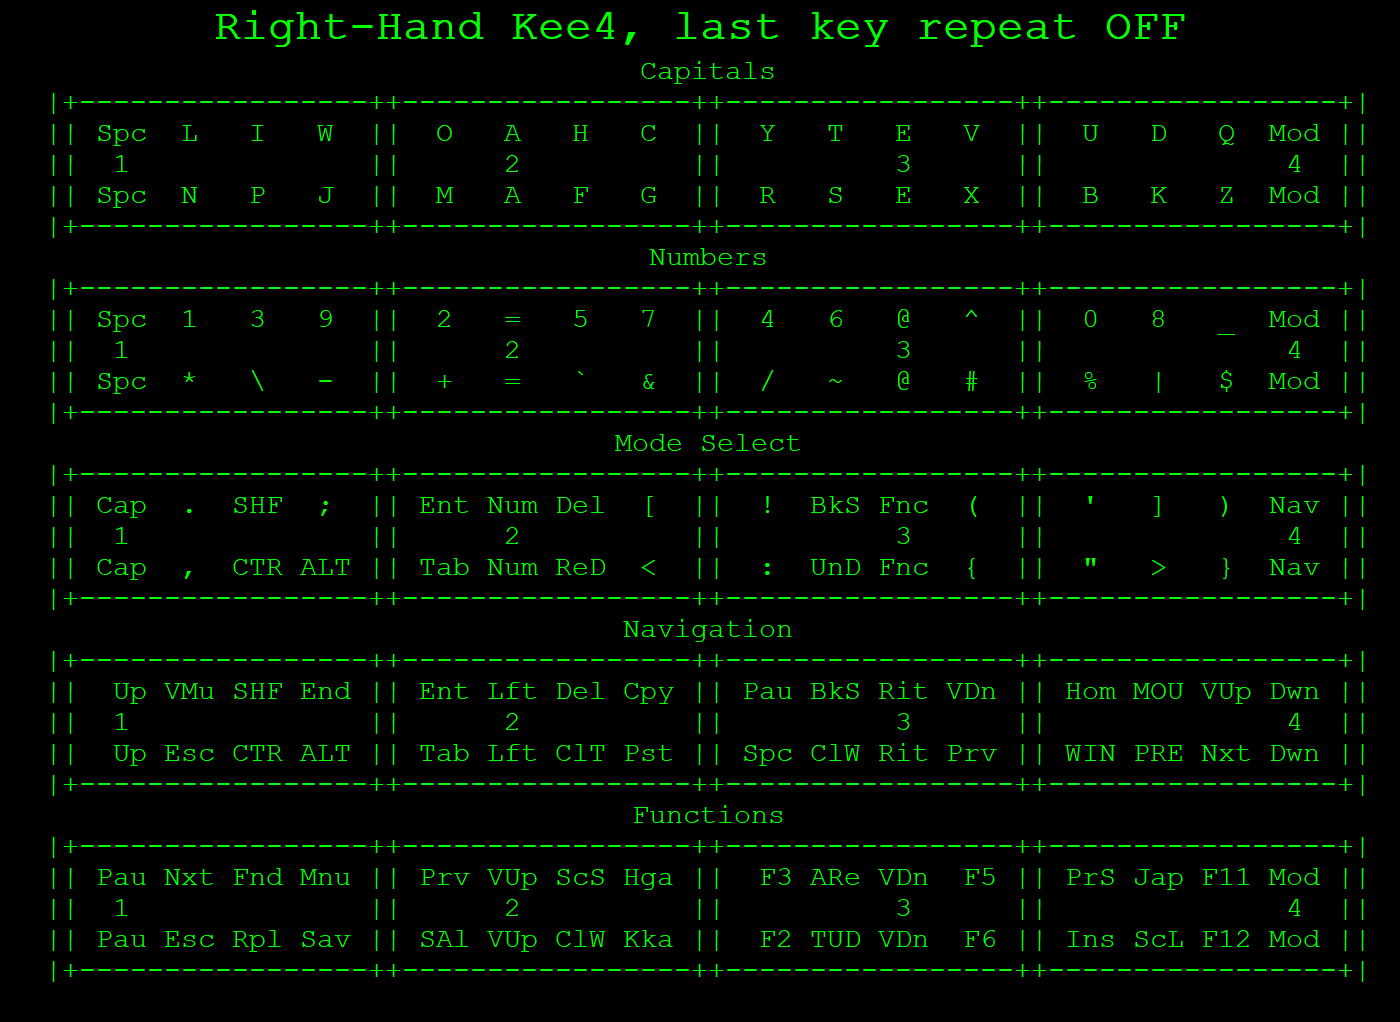 Right-Hand Kee4, last key repeat OFF
Capitals
|+-----------------++-----------------++-----------------++-----------------+|
|| Spc  L   I   W  ||  O   A   H   C  ||  Y   T   E   V  ||  U   D   Q  Mod ||
||  1              ||      2          ||          3      ||              4  ||
|| Spc  N   P   J  ||  M   A   F   G  ||  R   S   E   X  ||  B   K   Z  Mod ||
|+-----------------++-----------------++-----------------++-----------------+|
Numbers
|+-----------------++-----------------++-----------------++-----------------+|
|| Spc  1   3   9  ||  2   =   5   7  ||  4   6   @   ^  ||  0   8   _  Mod ||
||  1              ||      2          ||          3      ||              4  ||
|| Spc  *   \   -  ||  +   =   `   &  ||  /   ~   @   #  ||  %   |   $  Mod ||
|+-----------------++-----------------++-----------------++-----------------+|
Mode Select
|+-----------------++-----------------++-----------------++-----------------+|
|| Cap  .  SHF  ;  || Ent Num Del  [  ||  !  BkS Fnc  (  ||  '   ]   )  Nav ||
||  1              ||      2          ||          3      ||              4  ||
|| Cap  ,  CTR ALT || Tab Num ReD  <  ||  :  UnD Fnc  {  ||  "   >   }  Nav ||
|+-----------------++-----------------++-----------------++-----------------+|
Navigation
|+-----------------++-----------------++-----------------++-----------------+|
||  Up VMu SHF End || Ent Lft Del Cpy || Pau BkS Rit VDn || Hom MOU VUp Dwn ||
||  1              ||      2          ||          3      ||              4  ||
||  Up Esc CTR ALT || Tab Lft ClT Pst || Spc ClW Rit Prv || WIN PRE Nxt Dwn ||
|+-----------------++-----------------++-----------------++-----------------+|
Functions
|+-----------------++-----------------++-----------------++-----------------+|
|| Pau Nxt Fnd Mnu || Prv VUp ScS Hga ||  F3 ARe VDn  F5 || PrS Jap F11 Mod ||
||  1              ||      2          ||          3      ||              4  ||
|| Pau Esc Rpl Sav || SAl VUp ClW Kka ||  F2 TUD VDn  F6 || Ins ScL F12 Mod ||
|+-----------------++-----------------++-----------------++-----------------+|